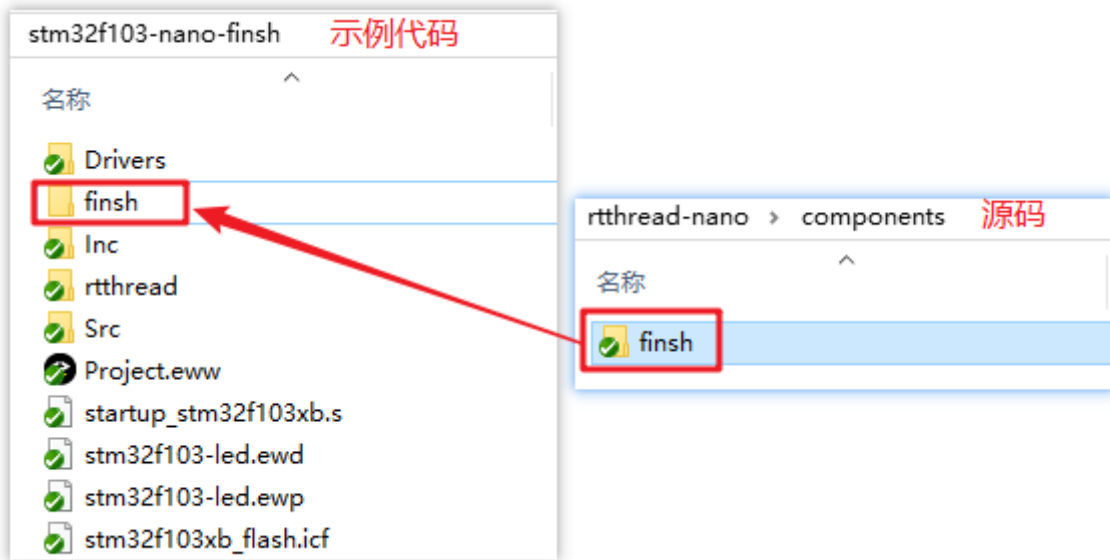 stm32f103-nano-finsh 示例代码
名称
Drivers
finsh
Inc
rtthread
Src
Project.eww
startup_stm32f103xb.s
stm32f103-led.ewd
stm32f103-led.ewp
stm32f103xb_flash.icf
rtthread-nano > components 源码
名称
finsh